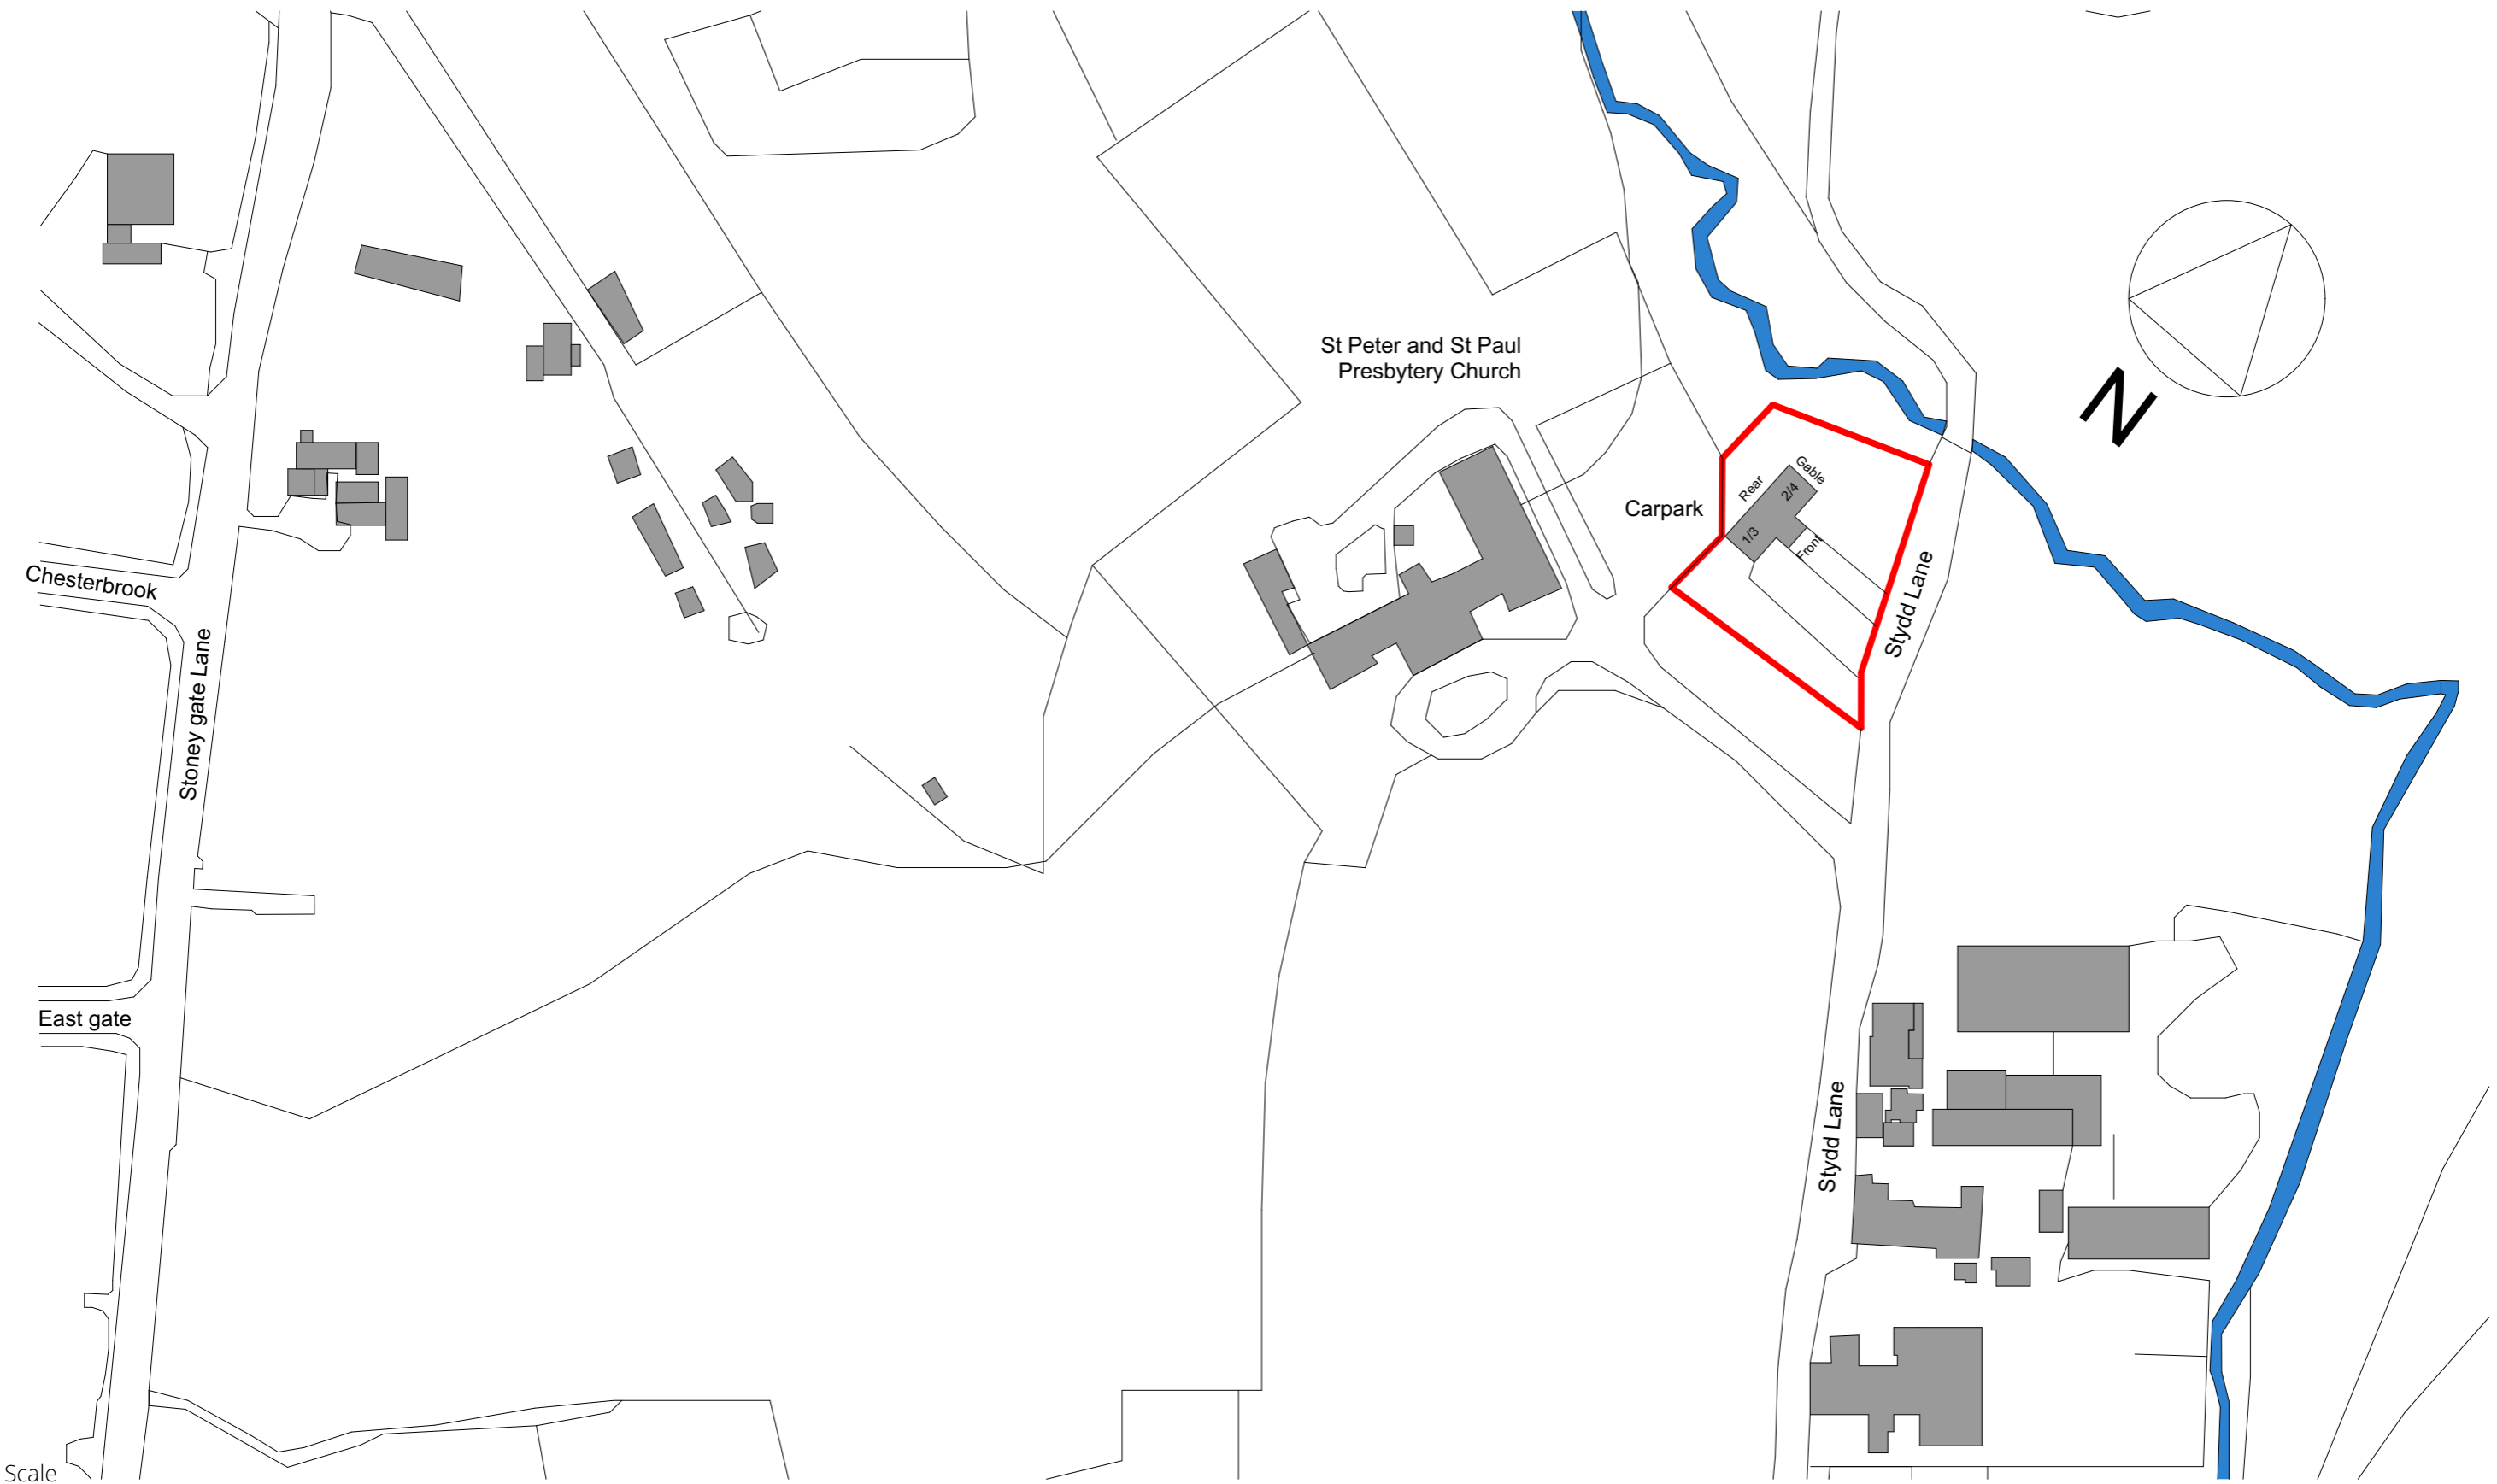 St Peter and St Paul
Presbytery Church
N
Gable
Rear
2/4
Carpark
1/3
Front
Chesterbrook
Stydd Lane
Stoney gate Lane
East gate
Stydd Lane
Scale